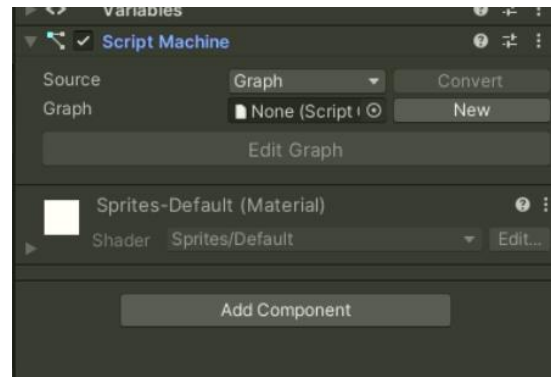 Variables
Script Machine
Source Graph Convert
Graph None (Script New
Edit Graph
Sprites-Default (Material)
Shader Sprites/Default Edit...
Add Component